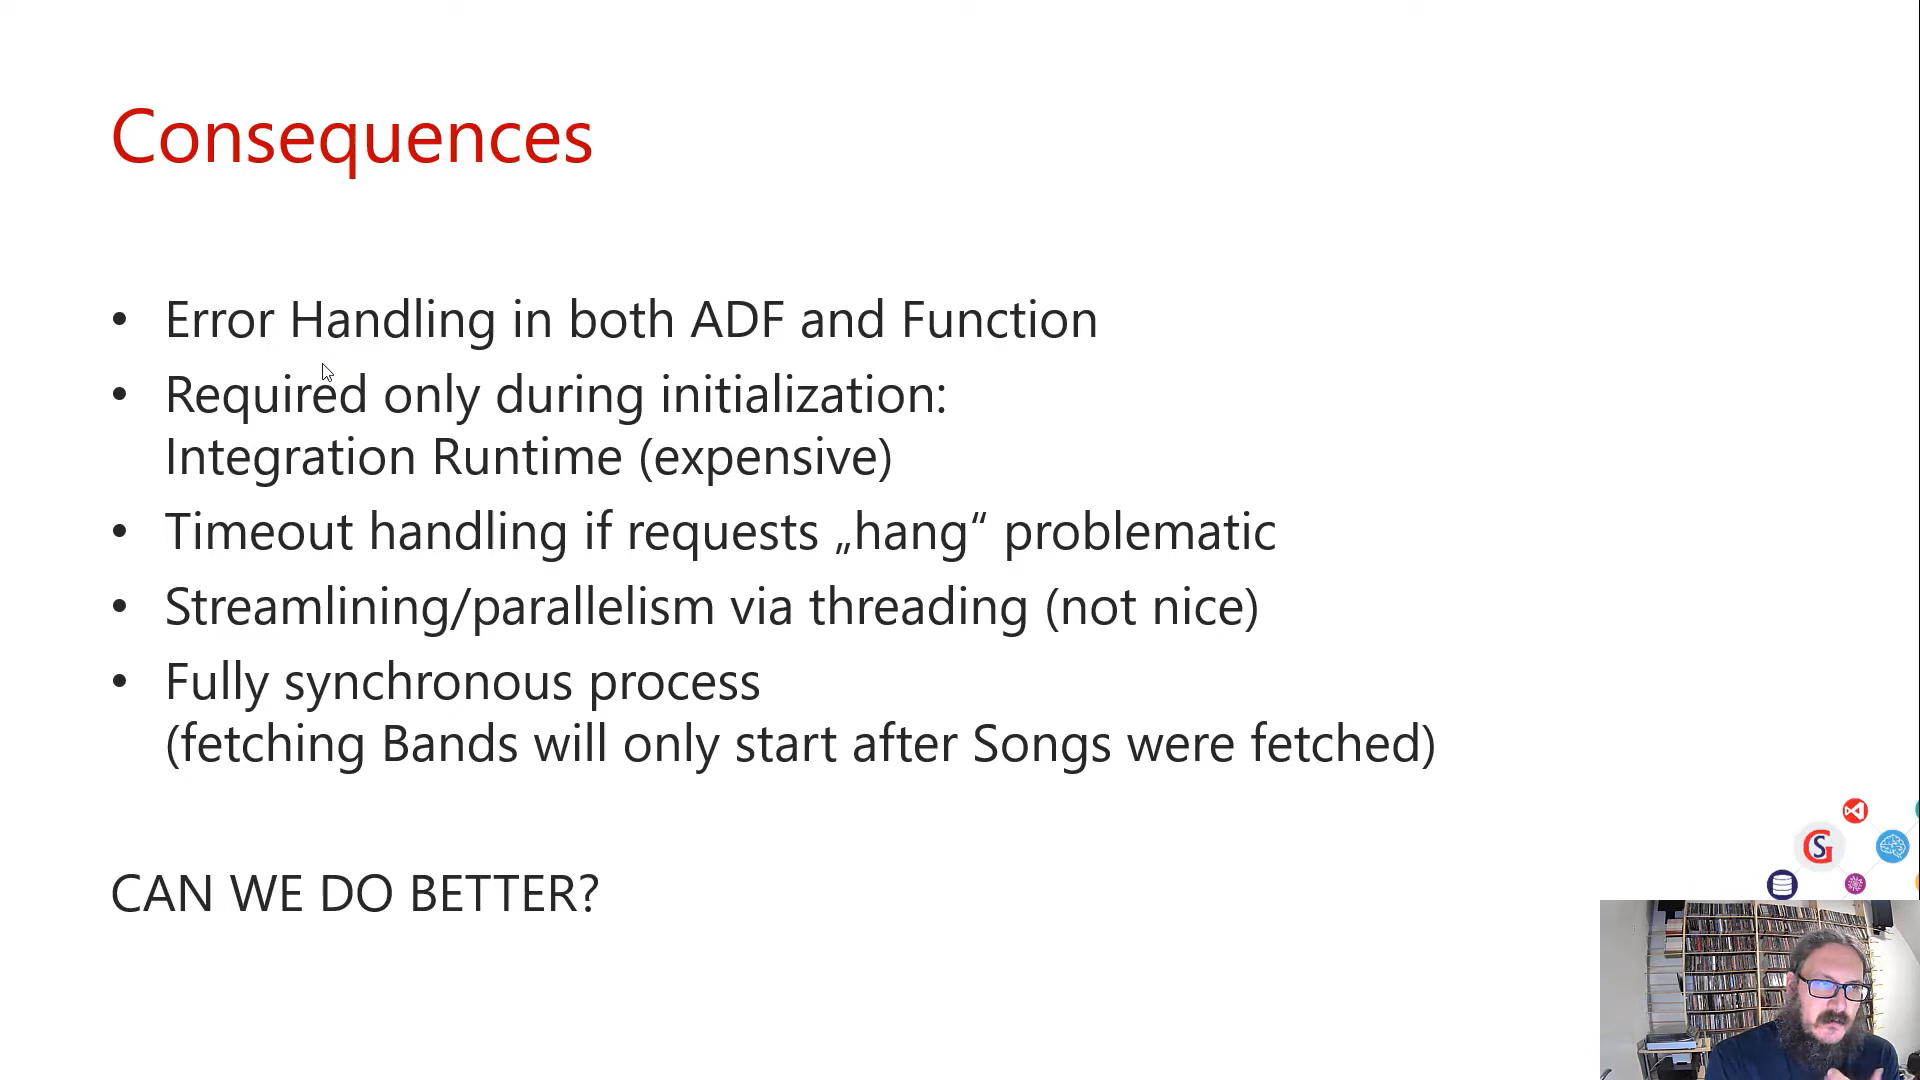 Consequences
• Error Handling in both ADF and Function
• Required only during initialization:
Integration Runtime (expensive)
• Timeout handling if requests „hang“ problematic
• Streamlining/parallelism via threading (not nice)
• Fully synchronous process
(fetching Bands will only start after Songs were fetched)
CAN WE DO BETTER?
GS